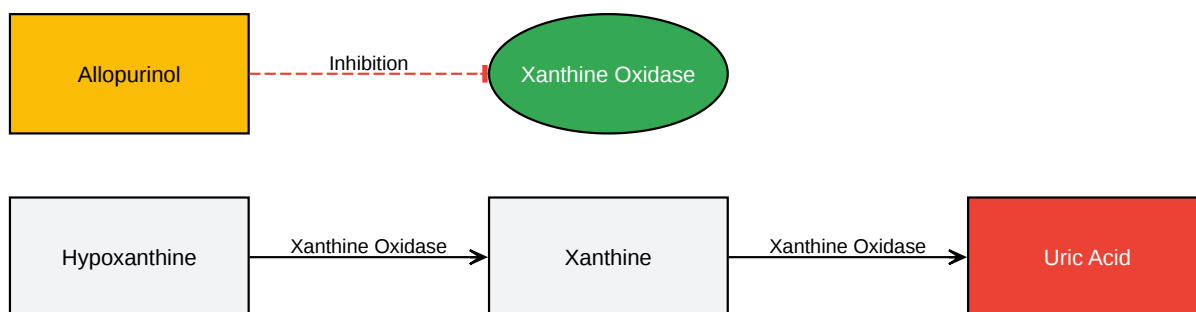 Allopurinol
Inhibition
Xanthine Oxidase
Hypoxanthine
Xanthine Oxidase
Xanthine
Xanthine Oxidase
Uric Acid